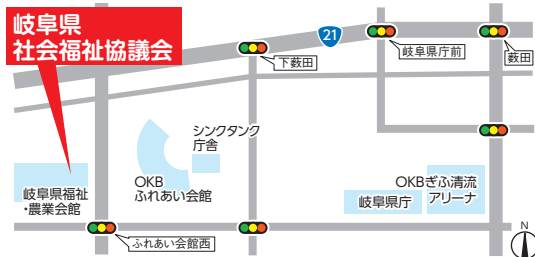 岐阜県
社会福祉協議会
21
下藪田
岐阜県庁前
藪田
シンクタンク
庁舎
OKB
ふれあい会館
岐阜県福祉
・農業会館
OKBぎふ清流
アリーナ
岐阜県庁
ふれあい会館西
N